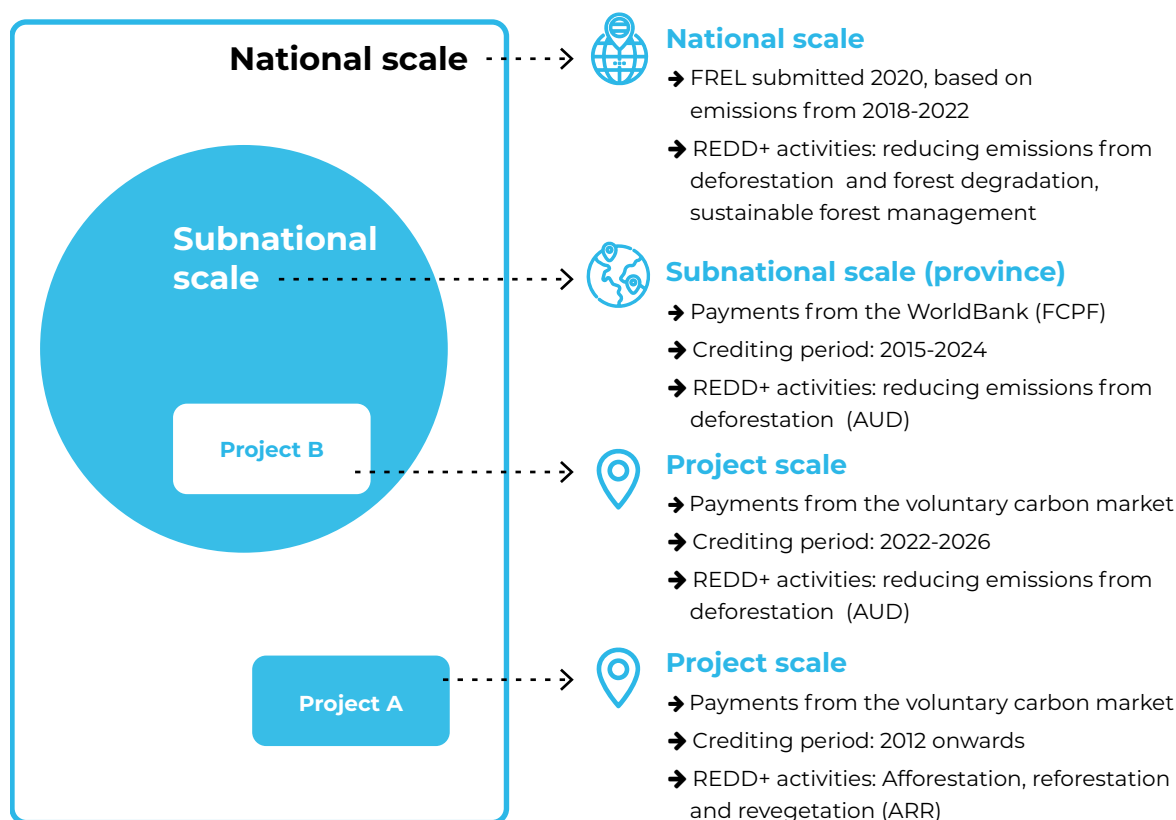 National scale
Subnational
scale
Project B
Project A
National scale
➔ FREL submitted 2020, based on
emissions from 2018-2022
➔ REDD+ activities: reducing emissions from
deforestation and forest degradation,
sustainable forest management
Subnational scale (province)
➔ Payments from the WorldBank (FCPF)
➔ Crediting period: 2015-2024
➔ REDD+ activities: reducing emissions from
deforestation (AUD)
Project scale
➔ Payments from the voluntary carbon market
➔ Crediting period: 2022-2026
➔ REDD+ activities: reducing emissions from
deforestation (AUD)
Project scale
➔ Payments from the voluntary carbon market
➔ Crediting period: 2012 onwards
➔ REDD+ activities: Afforestation, reforestation
and revegetation (ARR)